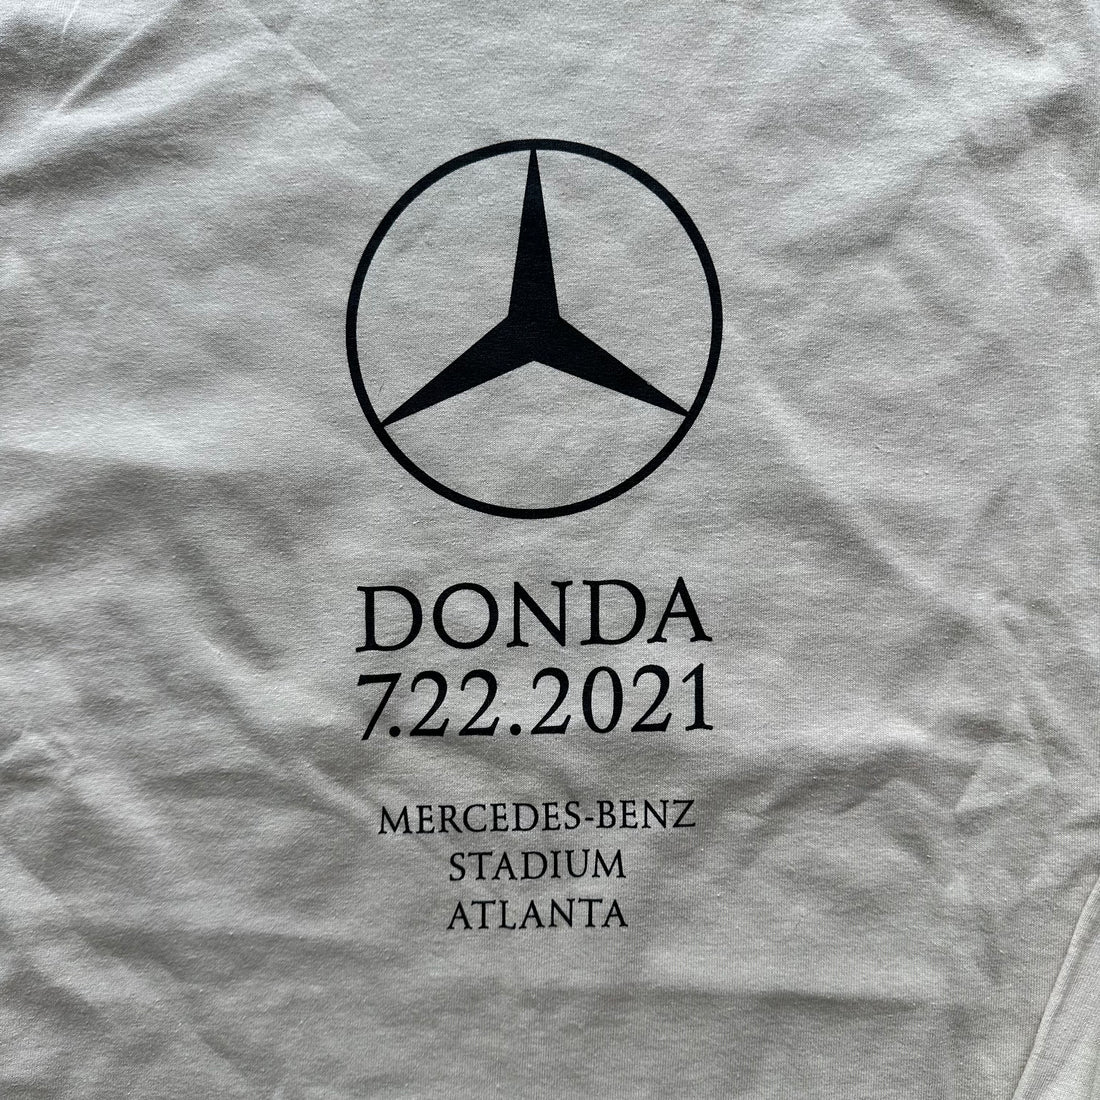 DONDA
7.22.2021
MERCEDES-BENZ
STADIUM
ATLANTA